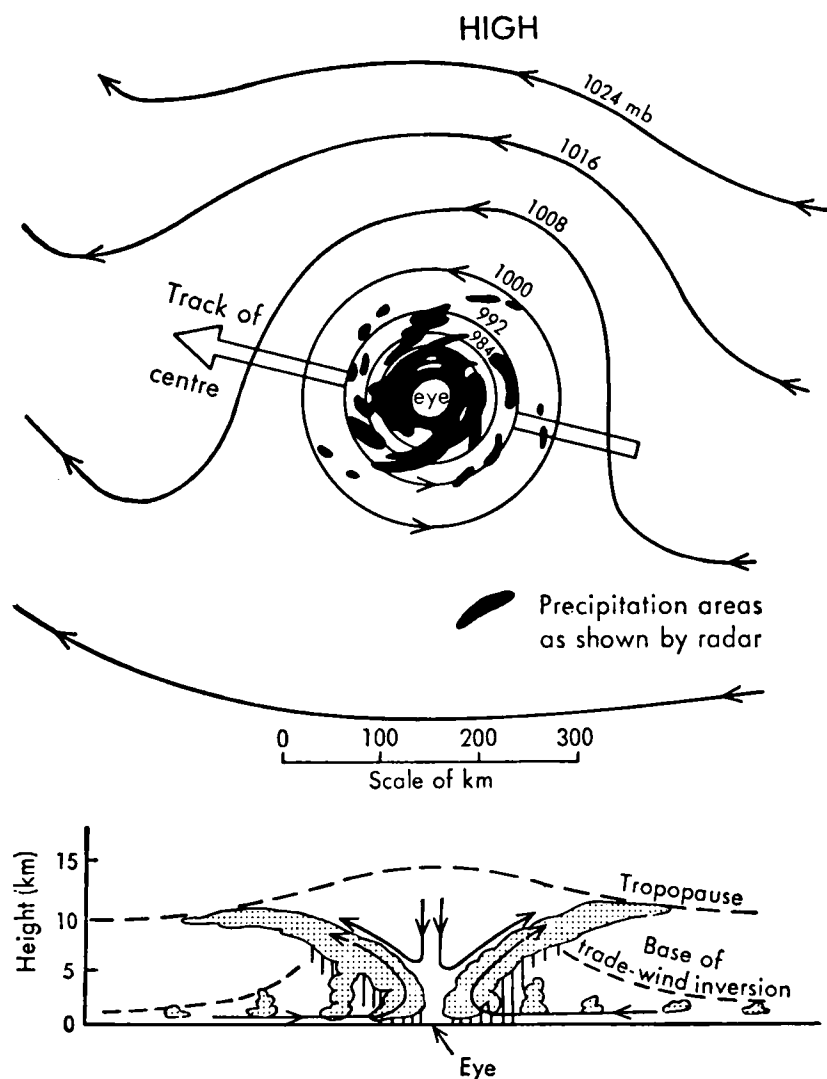 HIGH
1024 mb
1016
1008
1000
992
984
Track of
centre
eye
Precipitation areas
as shown by radar
0 100 200 300
Scale of km
Height (km)
15
10
5
0
Tropopause
Base of
trade-wind inversion
Eye